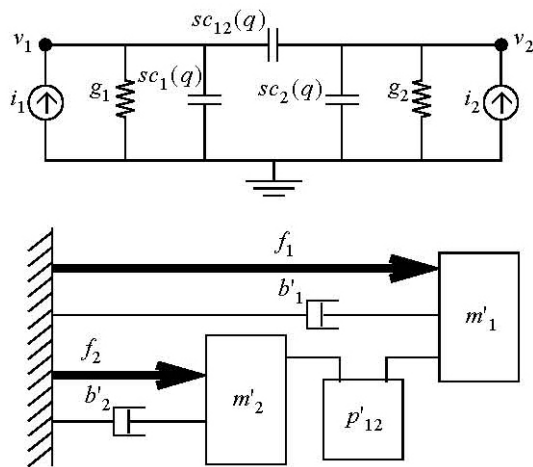 sc₁₂(q)
v₁
v₂
i₁
g₁
sc₁(q)
sc₂(q)
g₂
i₂
f₁
b'₁
m'₁
f₂
b'₂
m'₂
p'₁₂